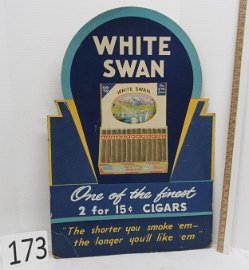 WHITE
SWAN
WHITE SWAN
One of the finest
2 for 15¢ CIGARS
"The shorter you smoke 'em—
the longer you'll like 'em"
173